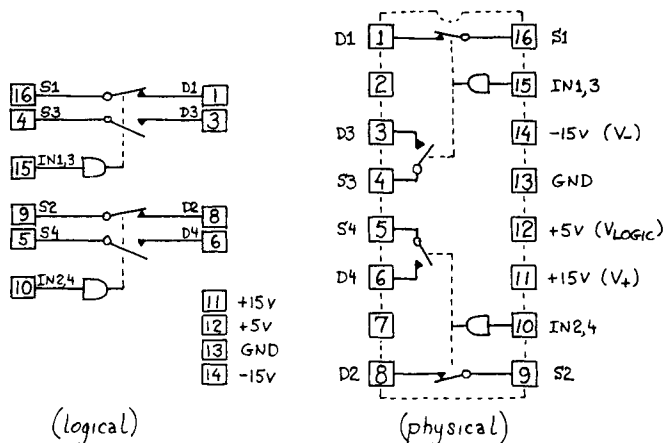 16 S1 D1 1
4 S3 D3 3
15 IN1,3
9 S2 D2 8
5 S4 D4 6
10 IN2,4
11 +15v
12 +5v
13 GND
14 -15v
(logical)
D1 1 16 S1
2 15 IN1,3
D3 3 14 -15v (V-)
S3 4 13 GND
S4 5 12 +5v (VLOGIC)
D4 6 11 +15v (V+)
7 10 IN2,4
D2 8 9 S2
(physical)